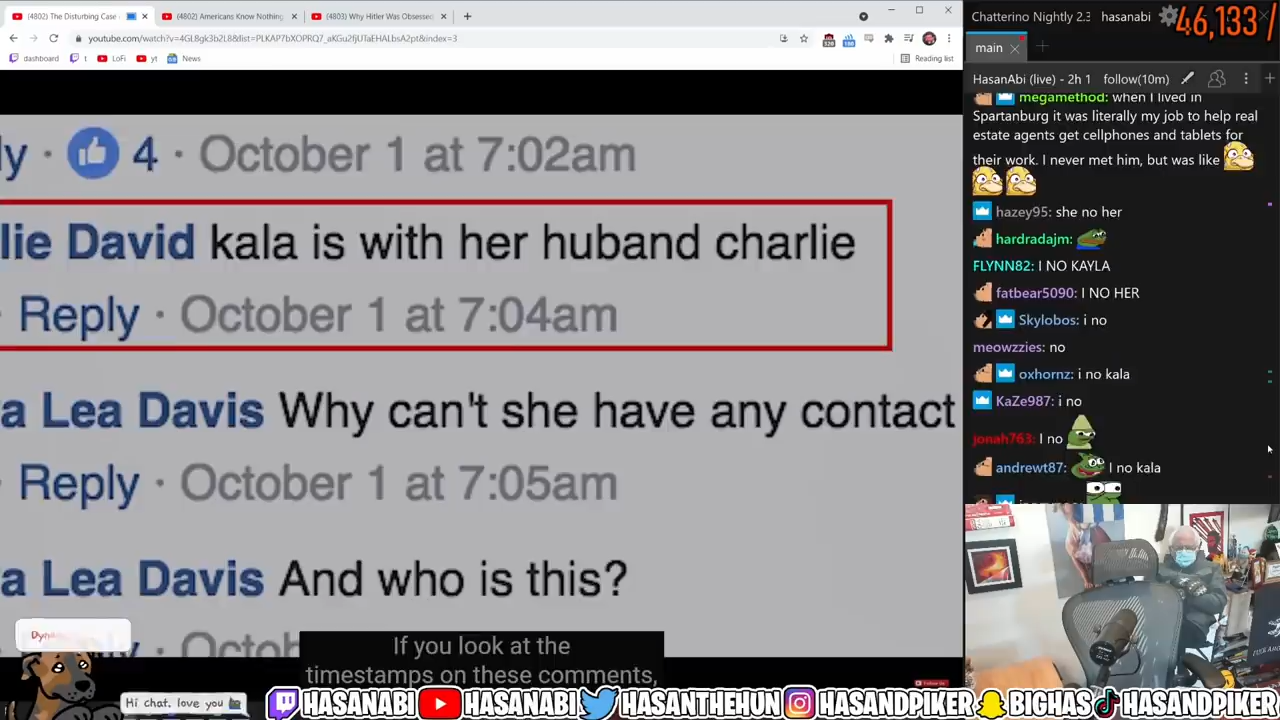 (4802) The Disturbing Case
(4802) Americans Know Nothing
(4803) Why Hitler Was Obsessed
youtube.com/watch?v=4GL8gk3b2L8&list=PLKAP7bXOPRQ7_aKGu2fjUTaEHALbsA2pt&index=3
dashboard
t
LoFi
yt
News
Reading list
ly · 4 · October 1 at 7:02am
lie David kala is with her huband charlie
· Reply · October 1 at 7:04am
a Lea Davis Why can't she have any contact
Reply · October 1 at 7:05am
a Lea Davis And who is this?
If you look at the
timestamps on these comments,
Hi chat, love you
Chatterino Nightly 2.3
hasanabi
46,133 /
main
HasanAbi (live) - 2h 1
follow(10m)
megamethod: when I lived in
Spartanburg it was literally my job to help real
estate agents get cellphones and tablets for
their work. I never met him, but was like
hazey95: she no her
hardradajm:
FLYNN82: I NO KAYLA
fatbear5090: I NO HER
Skylobos: i no
meowzzies: no
oxhornz: i no kala
KaZe987: i no
jonah763: I no
andrewt87: I no kala
HASANABI
HASANABI
HASANTHEHUN
HASANDPIKER
BIGHAS
HASANDPIKER